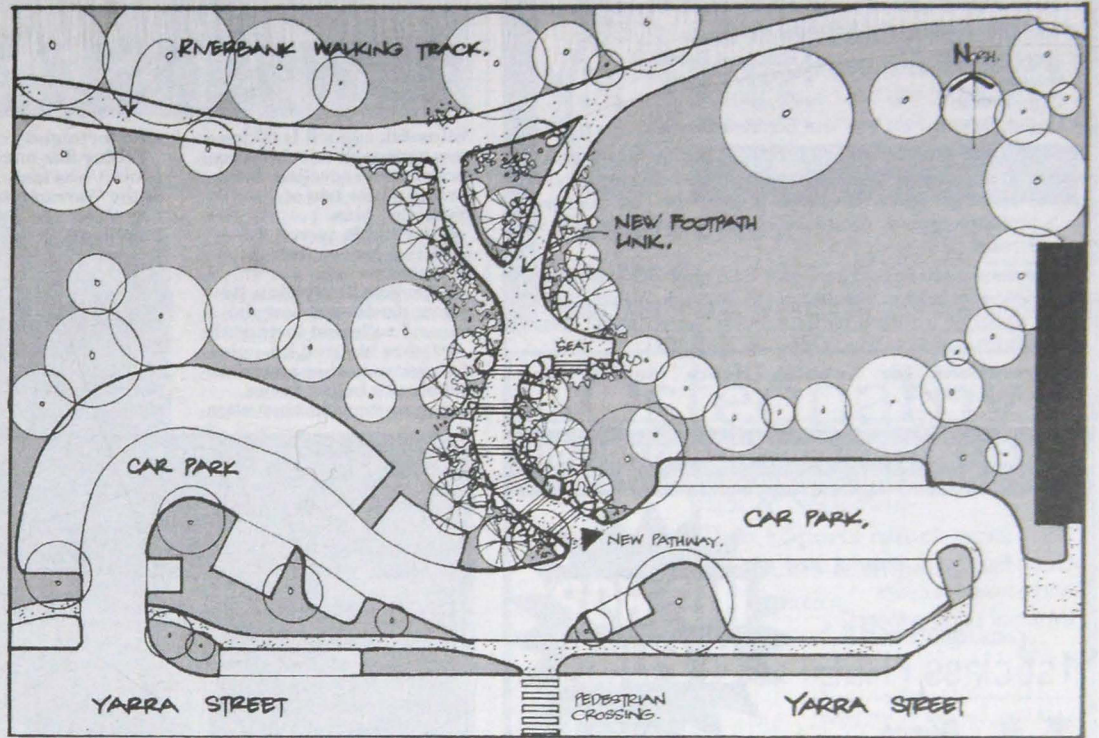 RIVERBANK WALKING TRACK.
NORTH.
NEW FOOTPATH
LINK.
SEAT
CAR PARK
CAR PARK.
NEW PATHWAY.
YARRA STREET
PEDESTRIAN
CROSSING.
YARRA STREET